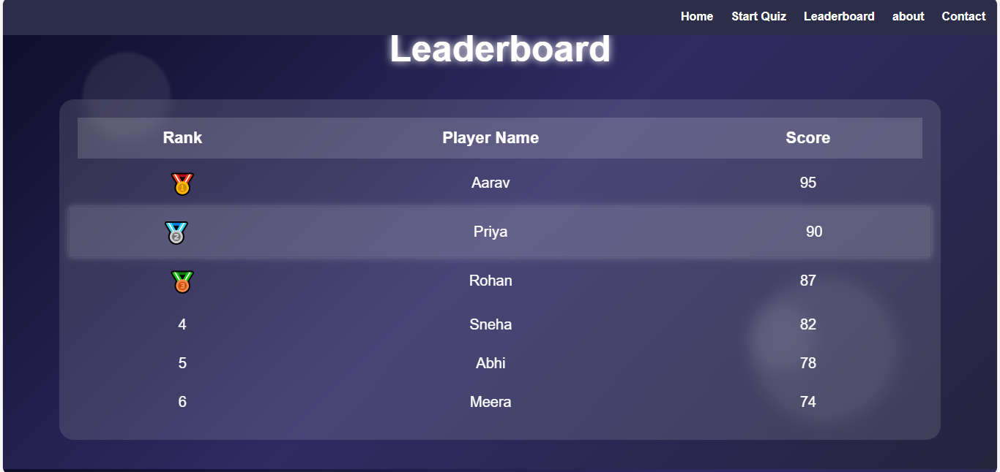 Home Start Quiz Leaderboard about Contact
Leaderboard
Rank Player Name Score
1 Aarav 95
2 Priya 90
3 Rohan 87
4 Sneha 82
5 Abhi 78
6 Meera 74